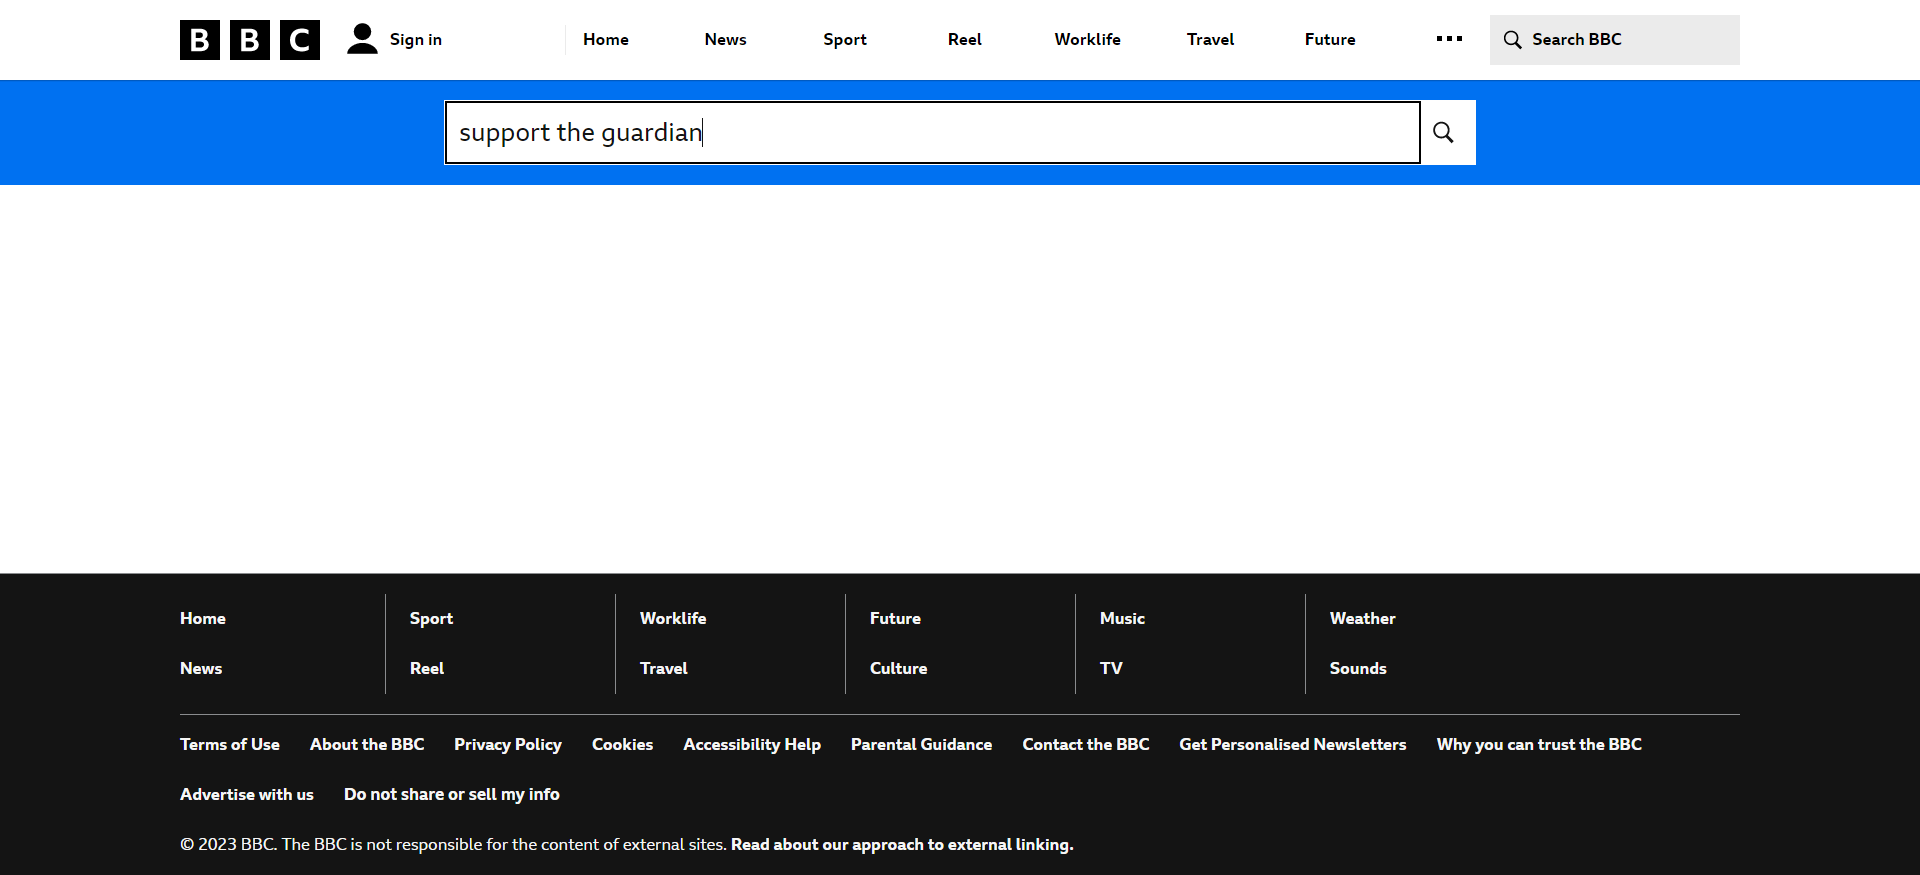 BBC Sign in Home News Sport Reel Worklife Travel Future Search BBC
support the guardian
Home Sport Worklife Future Music Weather
News Reel Travel Culture TV Sounds
Terms of Use About the BBC Privacy Policy Cookies Accessibility Help Parental Guidance Contact the BBC Get Personalised Newsletters Why you can trust the BBC
Advertise with us Do not share or sell my info
© 2023 BBC. The BBC is not responsible for the content of external sites. Read about our approach to external linking.